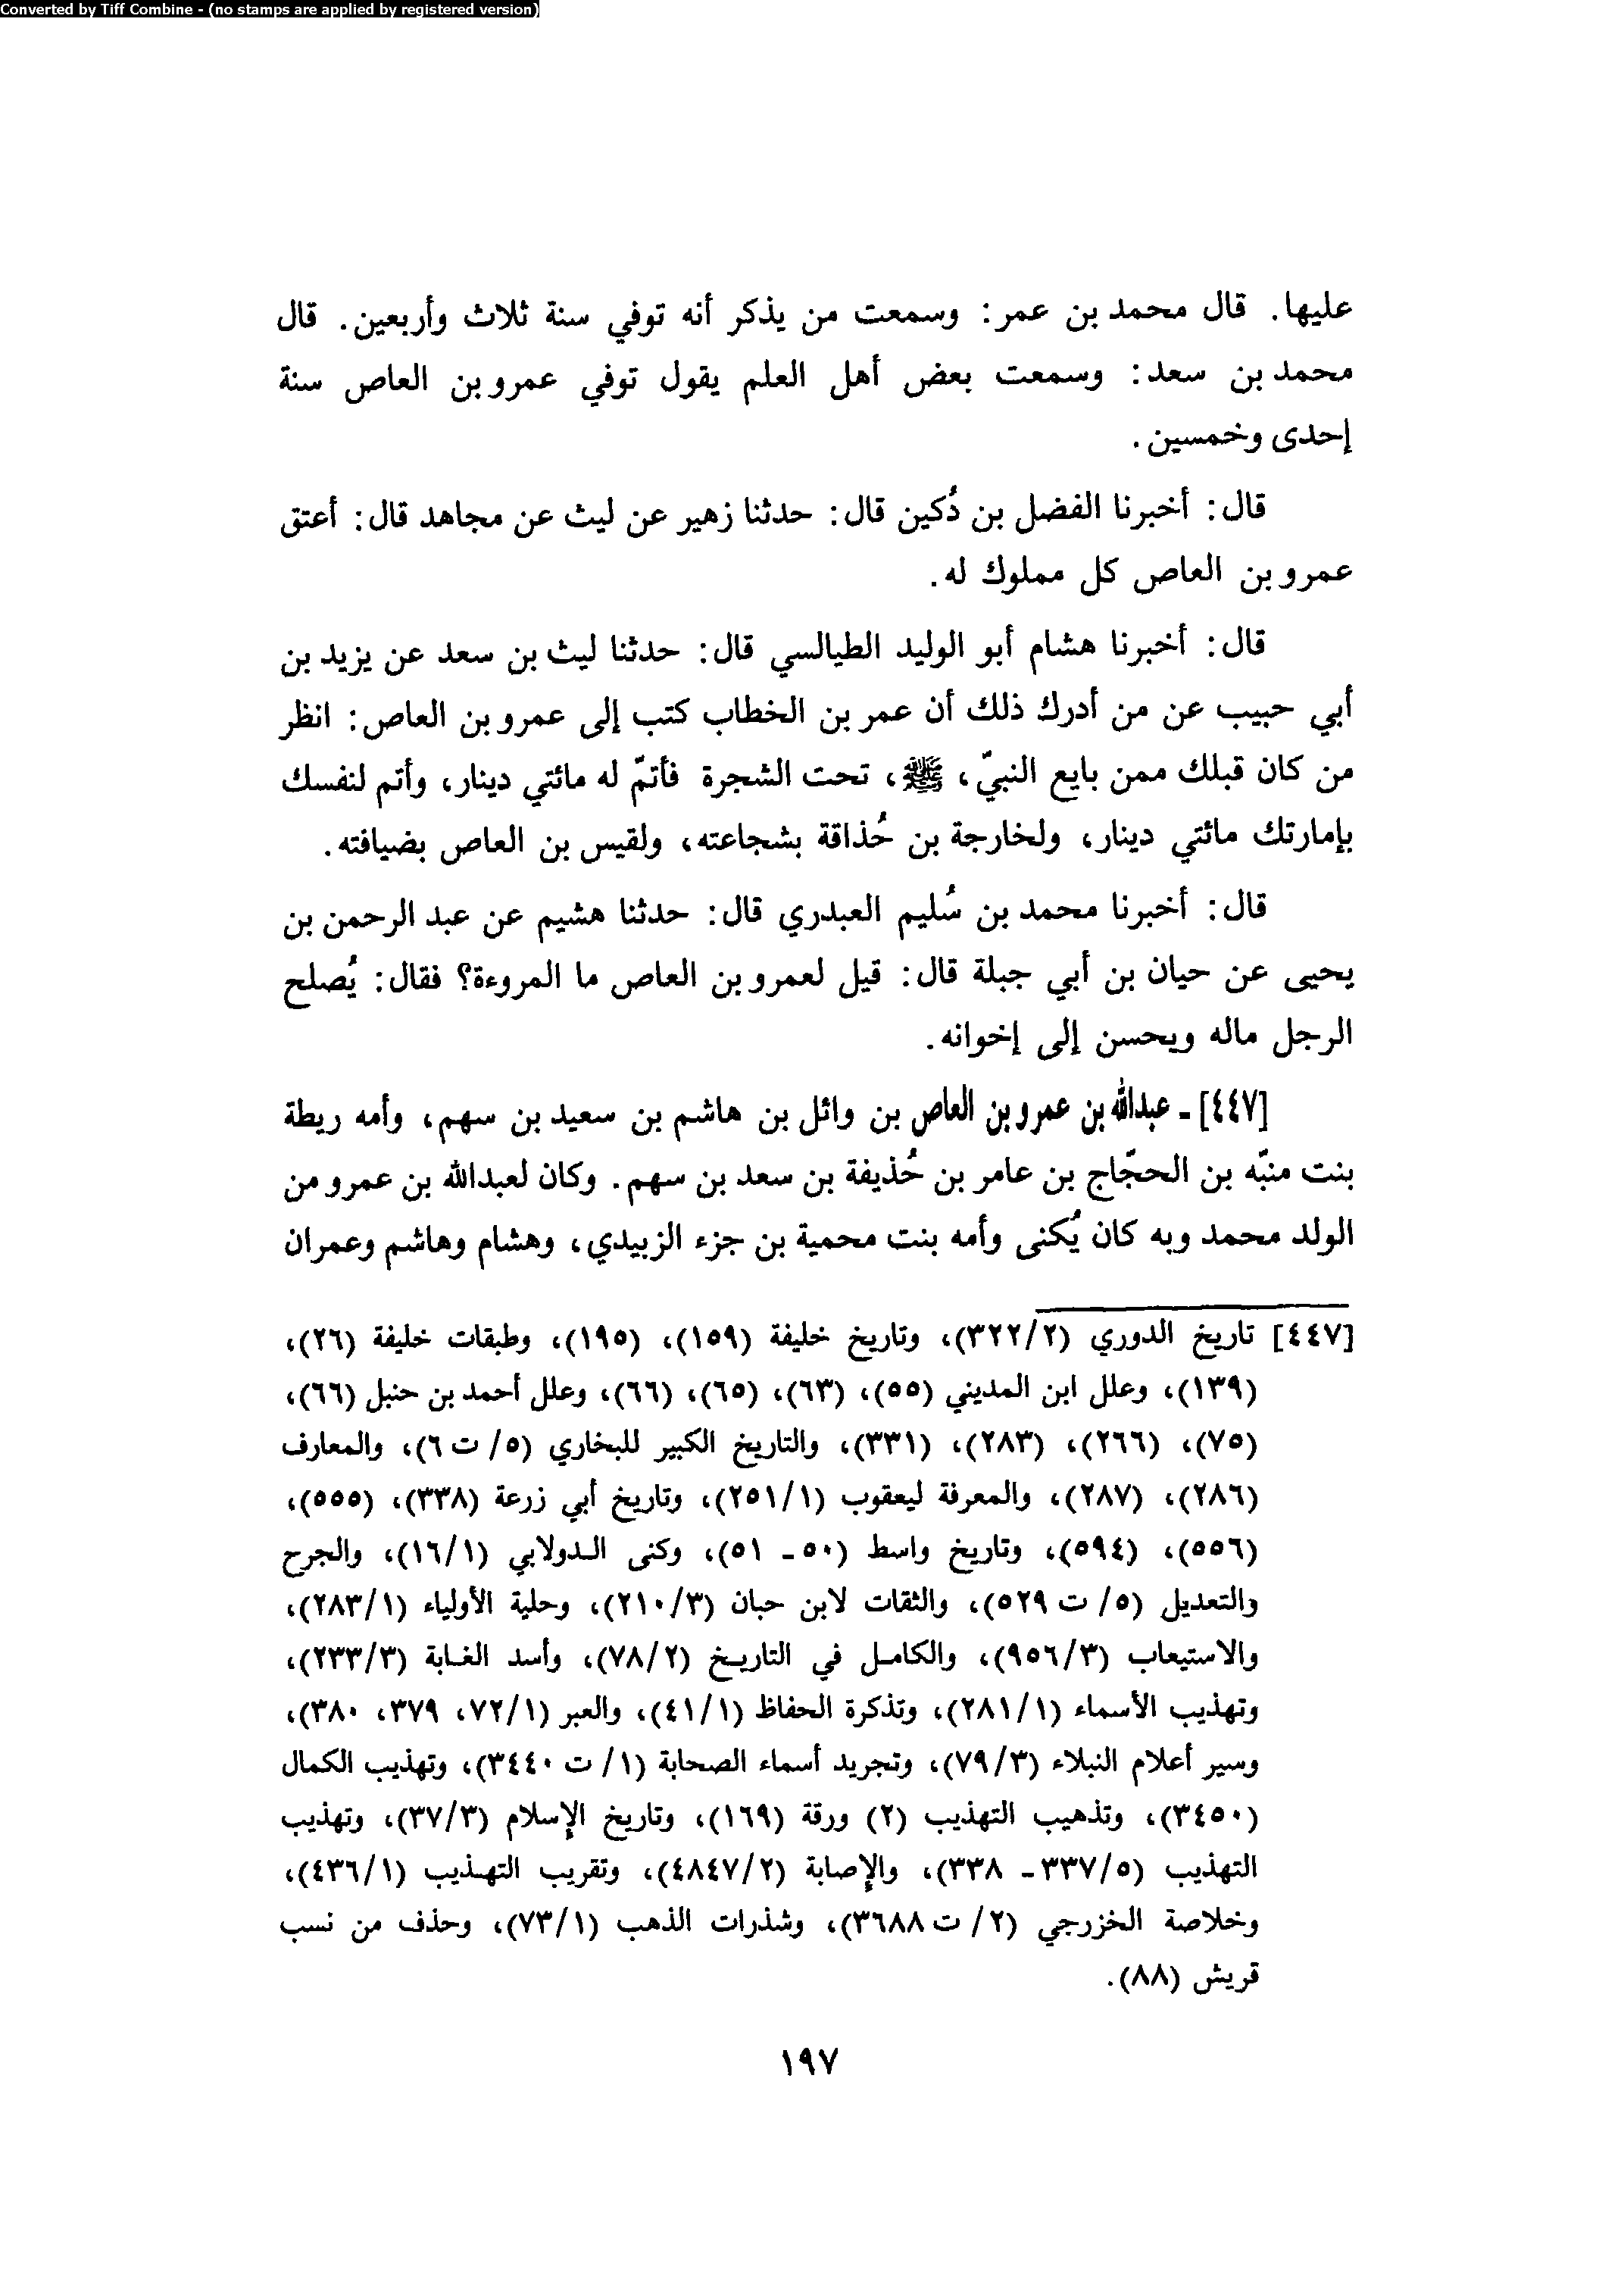 Converted by Tiff Combine - (no stamps are applied by registered version)
عليها. قال محمد بن عمر: وسمعت من يذكر أنه توفي سنة ثلاث وأربعين. قال
محمد بن سعد: وسمعت بعض أهل العلم يقول توفي عمرو بن العاص سنة
إحدى وخمسين.
قال: أخبرنا الفضل بن دُكين قال: حدثنا زهير عن ليث عن مجاهد قال: أعتق
عمرو بن العاص كل مملوك له.
قال: أخبرنا هشام أبو الوليد الطيالسي قال: حدثنا ليث بن سعد عن يزيد بن
أبي حبيب عن من أدرك ذلك أن عمر بن الخطاب كتب إلى عمرو بن العاص: انظر
من كان قبلك ممن بايع النبيّ، ﷺ، تحت الشجرة فأتمّ له مائتي دينار، وأتم لنفسك
بإمارتك مائتي دينار، ولخارجة بن حُذاقة بشجاعته، ولقيس بن العاص بضيافته.
قال: أخبرنا محمد بن سُليم العبدري قال: حدثنا هشيم عن عبد الرحمن بن
يحيى عن حيان بن أبي جبلة قال: قيل لعمرو بن العاص ما المروءة؟ فقال: يُصلح
الرجل ماله ويحسن إلى إخوانه.
[٤٤٧] - عبدالله بن عمرو بن العاص بن وائل بن هاشم بن سعيد بن سهم، وأمه ريطة
بنت منبّه بن الحجّاج بن عامر بن حُذيفة بن سعد بن سهم. وكان لعبدالله بن عمرو من
الولد محمد وبه كان يُكنى وأمه بنت محمية بن جزء الزبيدي، وهشام وهاشم وعمران
[٤٤٧] تاريخ الدوري (٣٢٢/٢)، وتاريخ خليفة (١٥٩)، (١٩٥)، وطبقات خليفة (٢٦)،
(١٣٩)، وعلل ابن المديني (٥٥)، (٦٣)، (٦٥)، (٦٦)، وعلل أحمد بن حنبل (٦٦)،
(٧٥)، (٢٦٦)، (٢٨٣)، (٣٣١)، والتاريخ الكبير للبخاري (٥/ ت ٦)، والمعارف
(٢٨٦)، (٢٨٧)، والمعرفة ليعقوب (٢٥١/١)، وتاريخ أبي زرعة (٣٣٨)، (٥٥٥)،
(٥٥٦)، (٥٩٤)، وتاريخ واسط (٥٠ - ٥١)، وكنى الدولابي (١٦/١)، والجرح
والتعديل (٥/ ت ٥٢٩)، والثقات لابن حبان (٢١٠/٣)، وحلية الأولياء (٢٨٣/١)،
والاستيعاب (٩٥٦/٣)، والكامل في التاريخ (٧٨/٢)، وأسد الغابة (٢٣٣/٣)،
وتهذيب الأسماء (٢٨١/١)، وتذكرة الحفاظ (٤١/١)، والعبر (٧٢/١، ٣٧٩، ٣٨٠)،
وسير أعلام النبلاء (٧٩/٣)، وتجريد أسماء الصحابة (١/ ت ٣٤٤٠)، وتهذيب الكمال
(٣٤٥٠)، وتذهيب التهذيب (٢) ورقة (١٦٩)، وتاريخ الإسلام (٣٧/٣)، وتهذيب
التهذيب (٣٣٧/٥ - ٣٣٨)، والإصابة (٤٨٤٧/٢)، وتقريب التهذيب (٤٣٦/١)،
وخلاصة الخزرجي (٢/ ت ٣٦٨٨)، وشذرات الذهب (٧٣/١)، وحذف من نسب
قريش (٨٨).
١٩٧